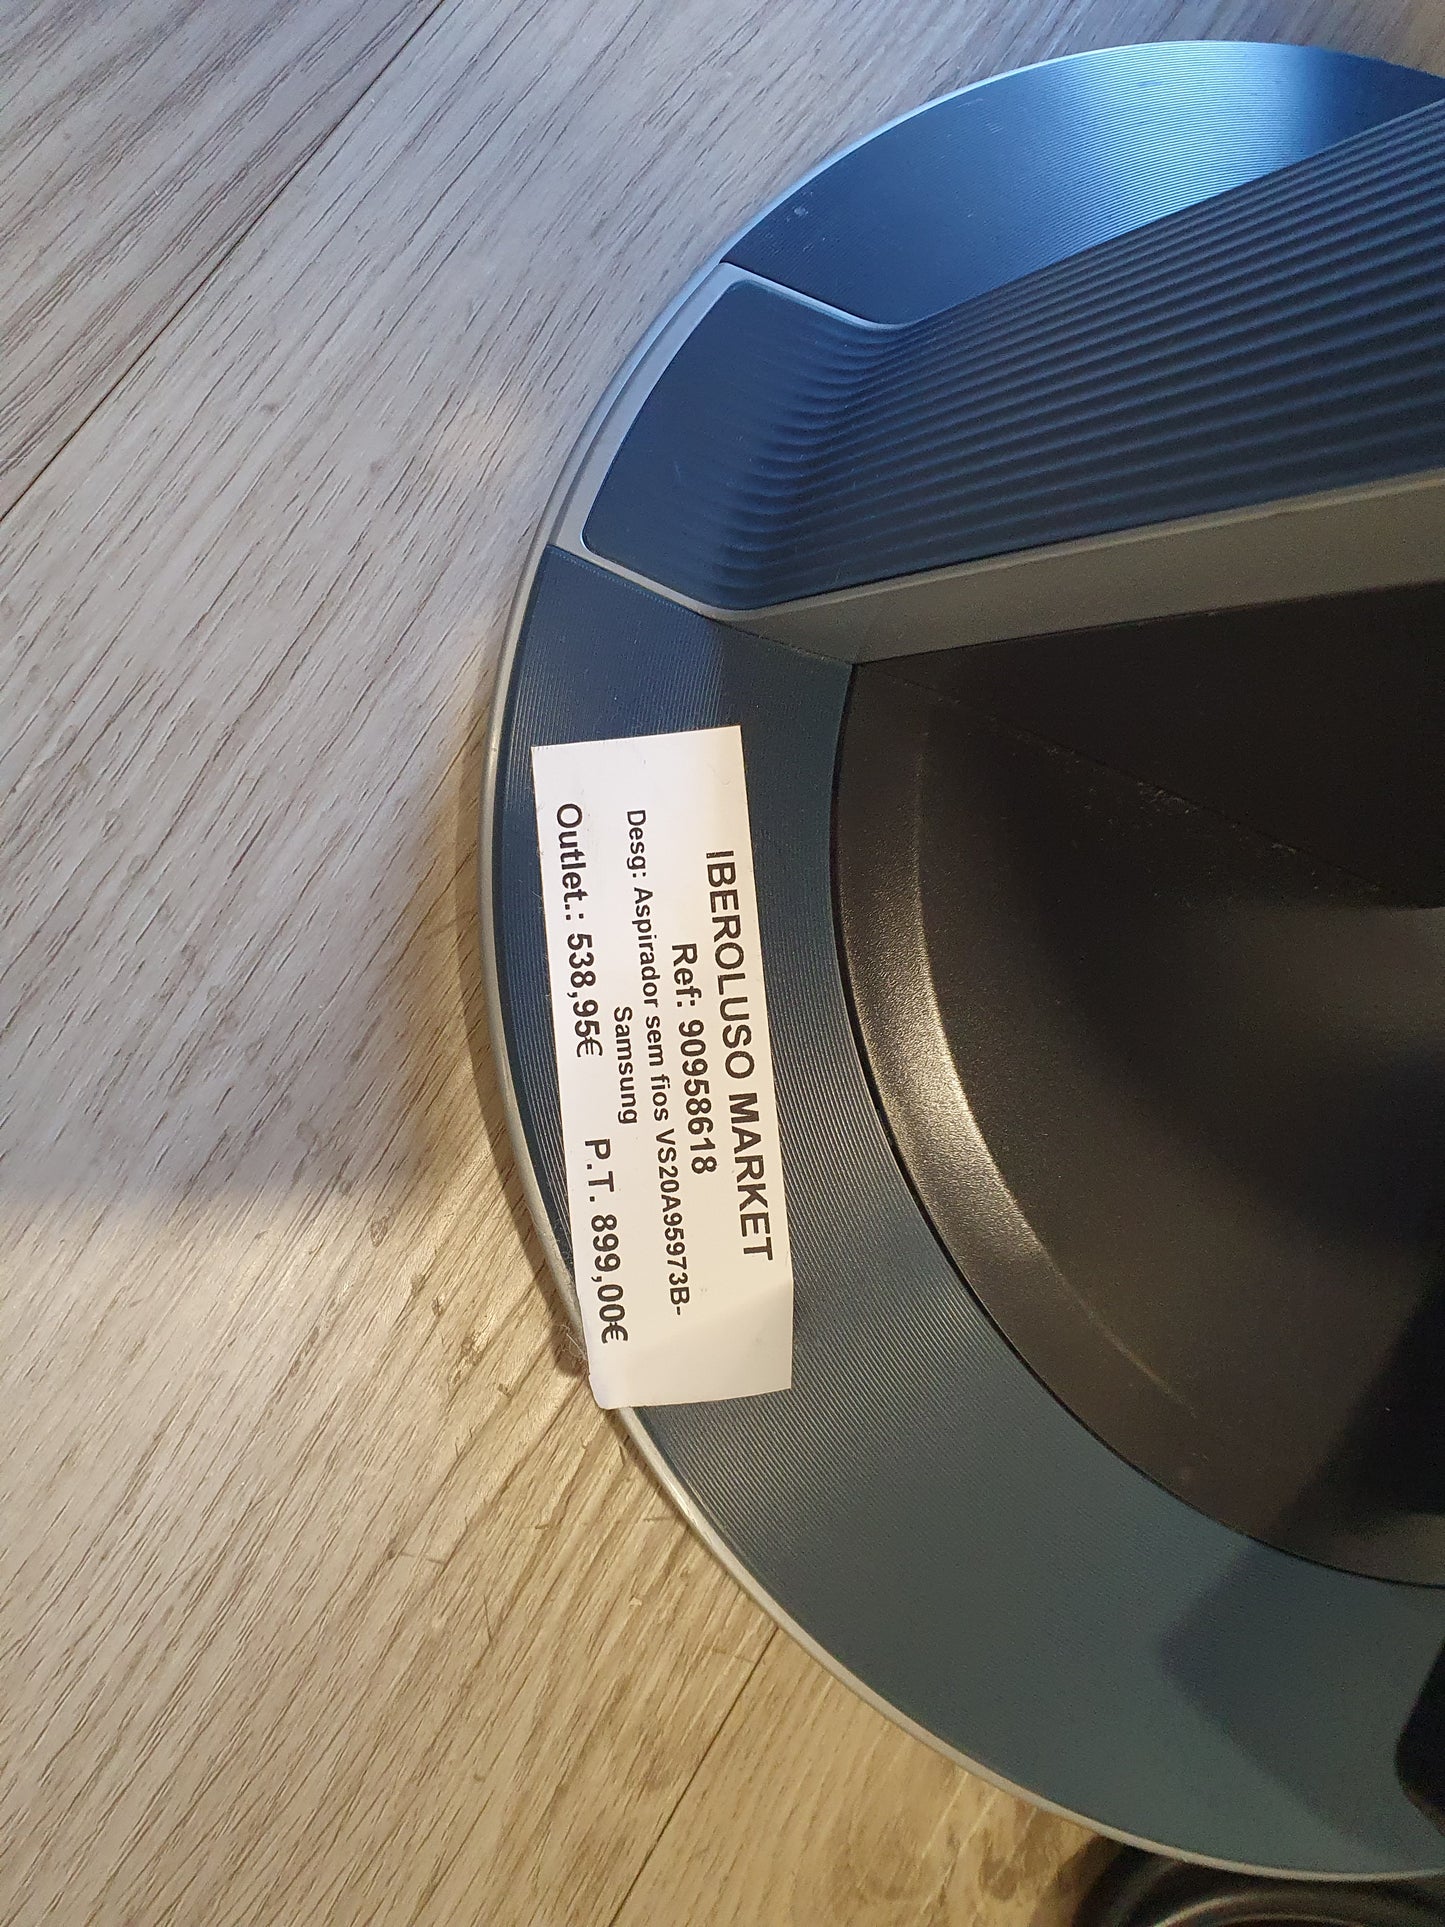 IBEROLUSO MARKET
Ref: 90958618
Desg: Aspirador sem fios VS20A95973B-
Samsung
Outlet.: 538,95€ P.T. 899,00€